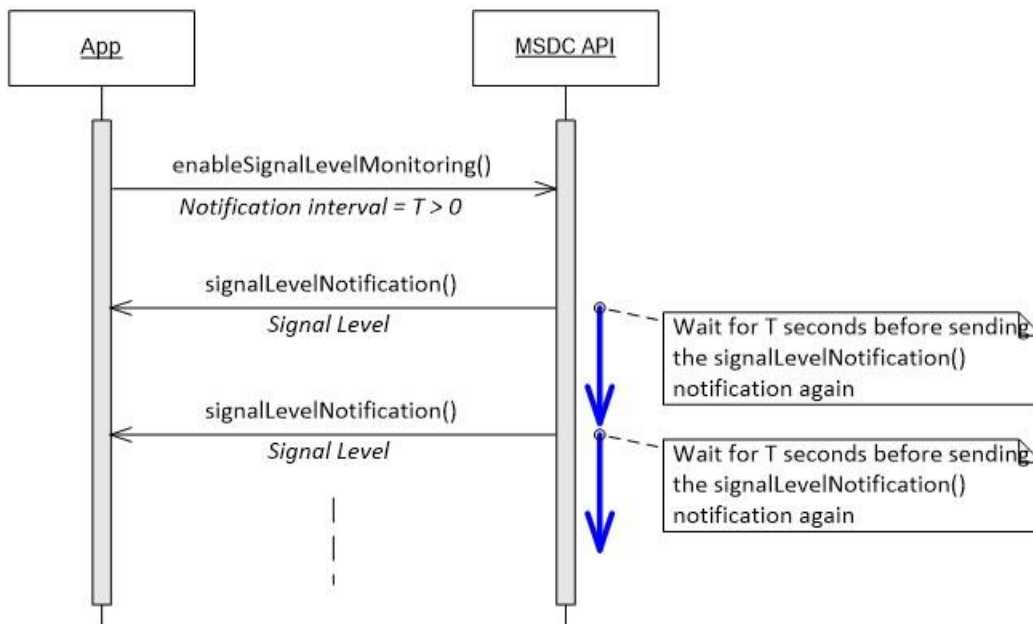 App
MSDC API
enableSignalLevelMonitoring()
Notification interval = T > 0
signalLevelNotification()
Signal Level
Wait for T seconds before sending
the signalLevelNotification()
notification again
signalLevelNotification()
Signal Level
Wait for T seconds before sending
the signalLevelNotification()
notification again